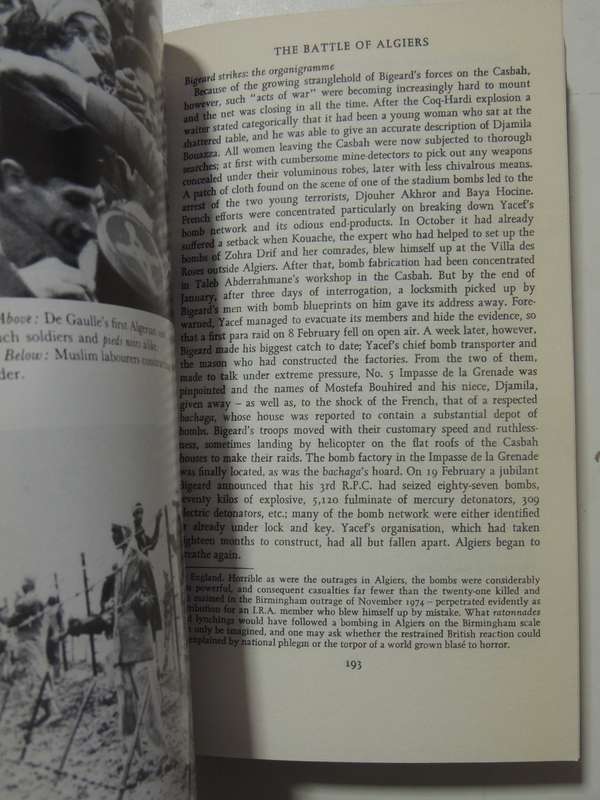 Above: De Gaulle's first Algerian
ch soldiers and pieds noirs alike.
Below: Muslim labourers
der.
THE BATTLE OF ALGIERS
Bigeard strikes: the organigramme
Because of the growing stranglehold of Bigeard's forces on the Casbah,
however, such "acts of war" were becoming increasingly hard to mount
and the net was closing in all the time. After the Coq-Hardi explosion a
waiter stated categorically that it had been a young woman who sat at the
shattered table, and he was able to give an accurate description of Djamila
Bouazza. All women leaving the Casbah were now subjected to thorough
searches; at first with cumbersome mine-detectors to pick out any weapons
concealed under their voluminous robes, later with less chivalrous means.
A patch of cloth found on the scene of one of the stadium bombs led to the
arrest of the two young terrorists, Djouher Akhror and Baya Hocine.
French efforts were concentrated particularly on breaking down Yacef's
bomb network and its odious end-products. In October it had already
suffered a setback when Kouache, the expert who had helped to set up the
bombs of Zohra Drif and her comrades, blew himself up at the Villa des
Roses outside Algiers. After that, bomb fabrication had been concentrated
in Taleb Abderrahmane's workshop in the Casbah. But by the end of
January, after three days of interrogation, a locksmith picked up by
Bigeard's men with bomb blueprints on him gave its address away. Fore-
warned, Yacef managed to evacuate its members and hide the evidence, so
that a first para raid on 8 February fell on open air. A week later, however,
Bigeard made his biggest catch to date; Yacef's chief bomb transporter and
the mason who had constructed the factories. From the two of them,
made to talk under extreme pressure, No. 5 Impasse de la Grenade was
pinpointed and the names of Mostefa Bouhired and his niece, Djamila,
given away – as well as, to the shock of the French, that of a respected
bachaga, whose house was reported to contain a substantial depot of
bombs. Bigeard's troops moved with their customary speed and ruthless-
ness, sometimes landing by helicopter on the flat roofs of the Casbah
houses to make their raids. The bomb factory in the Impasse de la Grenade
was finally located, as was the bachaga's hoard. On 19 February a jubilant
Bigeard announced that his 3rd R.P.C. had seized eighty-seven bombs,
seventy kilos of explosive, 5,120 fulminate of mercury detonators, 309
electric detonators, etc.; many of the bomb network were either identified
r already under lock and key. Yacef's organisation, which had taken
ighteen months to construct, had all but fallen apart. Algiers began to
reathe again.
England. Horrible as were the outrages in Algiers, the bombs were considerably
powerful, and consequent casualties far fewer than the twenty-one killed and
maimed in the Birmingham outrage of November 1974 – perpetrated evidently as
tribution for an I.R.A. member who blew himself up by mistake. What ratonnades
d lynchings would have followed a bombing in Algiers on the Birmingham scale
only be imagined, and one may ask whether the restrained British reaction could
explained by national phlegm or the torpor of a world grown blasé to horror.
193